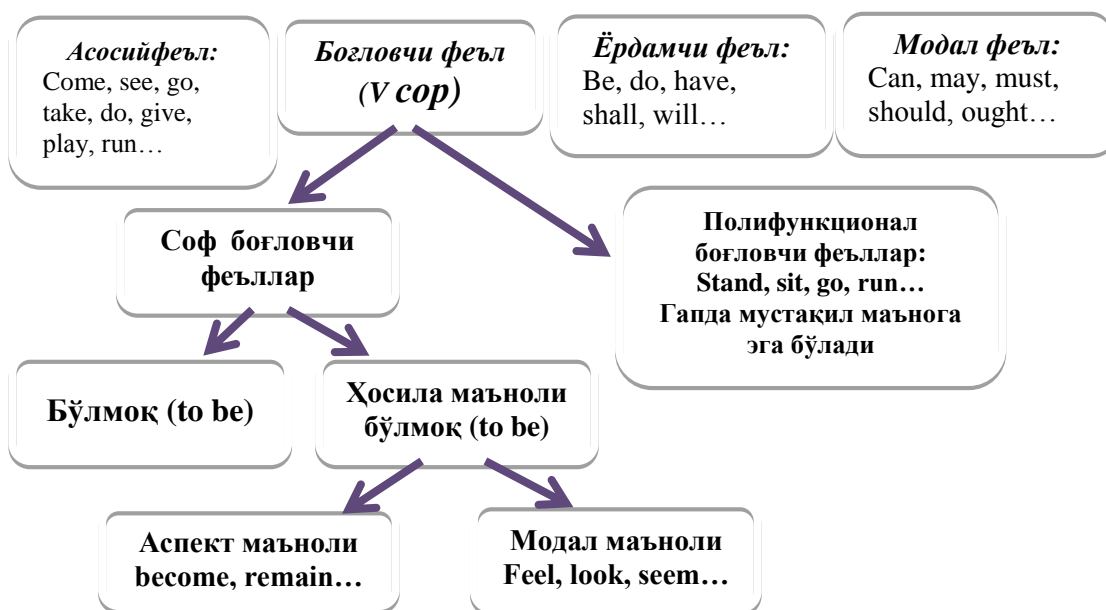 Асосийфеъл:
Come, see, go,
take, do, give,
play, run…
Боғловчи феъл
(V cop)
Ёрдамчи феъл:
Be, do, have,
shall, will…
Модал феъл:
Can, may, must,
should, ought…
Соф боғловчи
феъллар
Полифункционал
боғловчи феъллар:
Stand, sit, go, run…
Гапда мустақил маънога
эга бўлади
Бўлмоқ (to be)
Ҳосила маъноли
бўлмоқ (to be)
Аспект маъноли
become, remain…
Модал маъноли
Feel, look, seem…